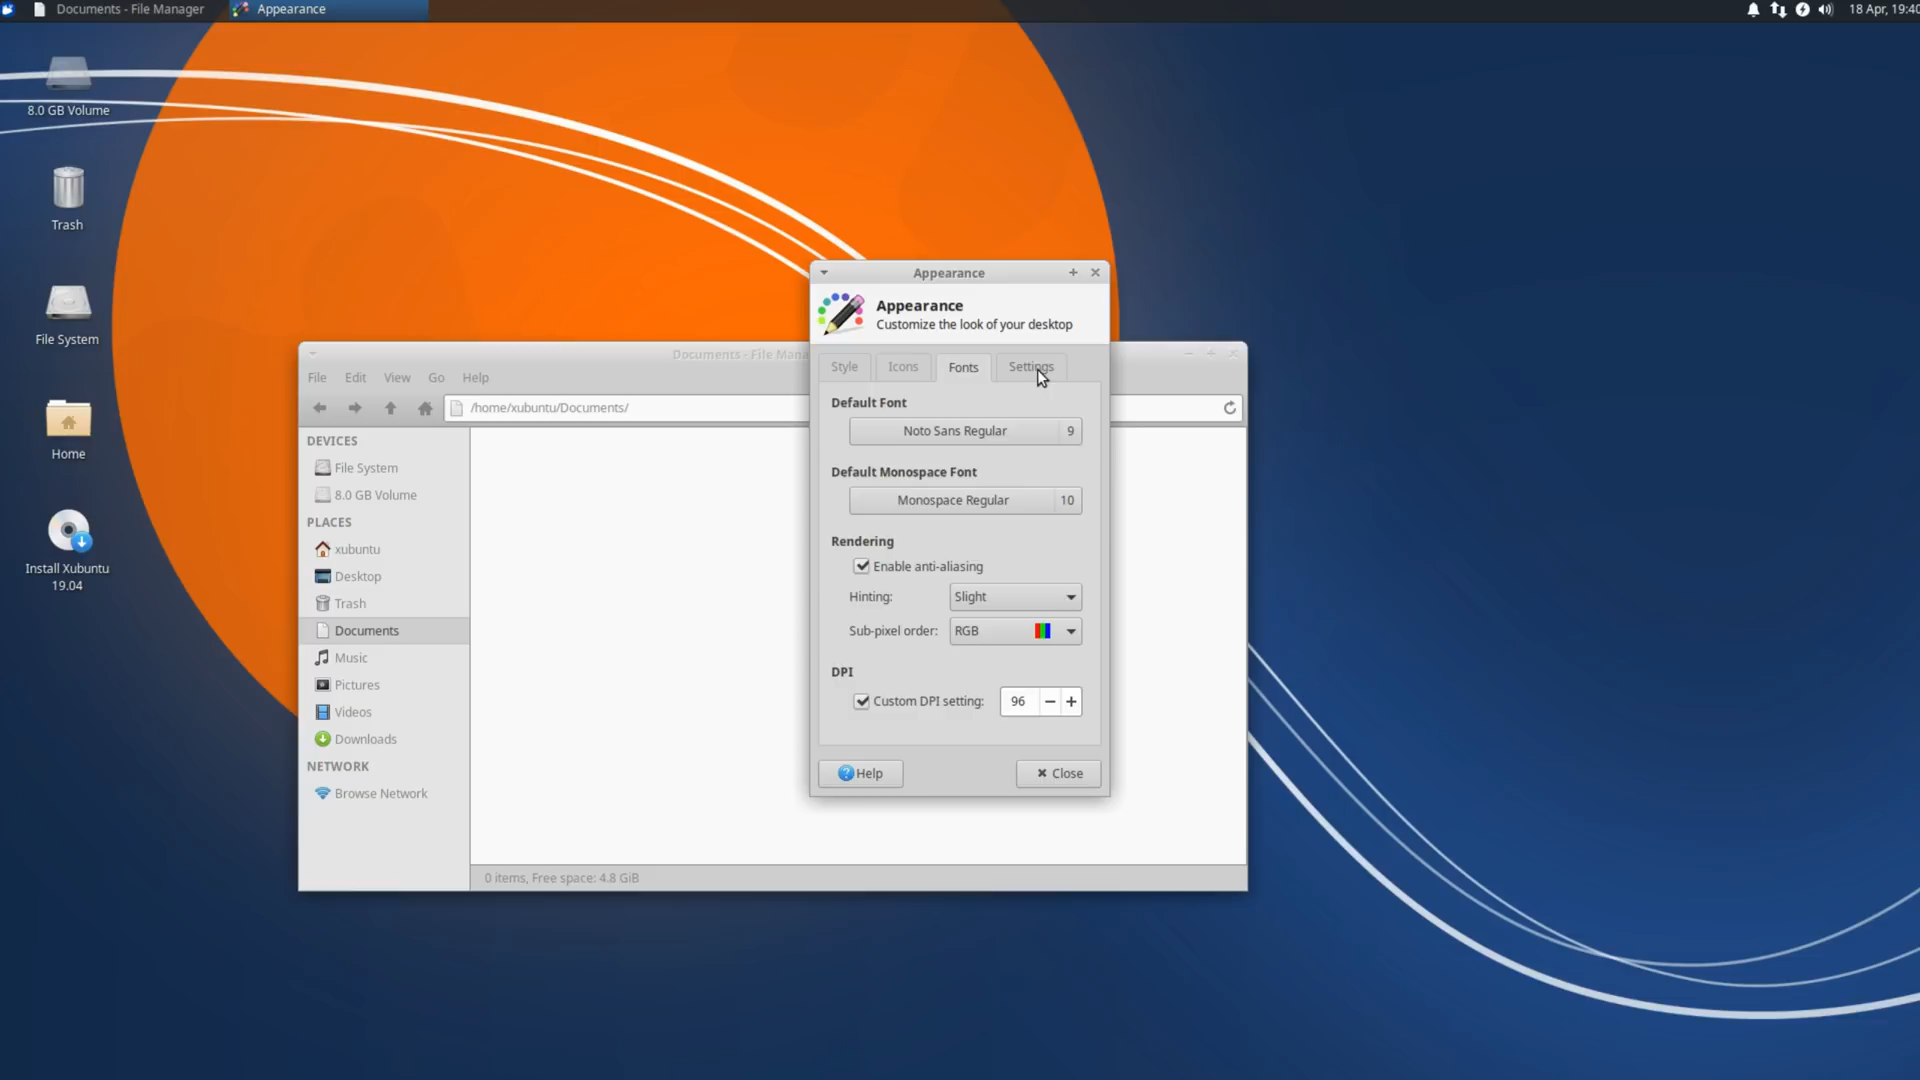 Documents - File Manager
Appearance
18 Apr, 19:40
8.0 GB Volume
Trash
File System
Home
Install Xubuntu
19.04
Documents - File Mana
File Edit View Go Help
/home/xubuntu/Documents/
DEVICES
File System
8.0 GB Volume
PLACES
xubuntu
Desktop
Trash
Documents
Music
Pictures
Videos
Downloads
NETWORK
Browse Network
0 items, Free space: 4.8 GiB
Appearance
Appearance
Customize the look of your desktop
Style Icons Fonts Settings
Default Font
Noto Sans Regular 9
Default Monospace Font
Monospace Regular 10
Rendering
Enable anti-aliasing
Hinting: Slight
Sub-pixel order: RGB
DPI
Custom DPI setting: 96
Help
Close